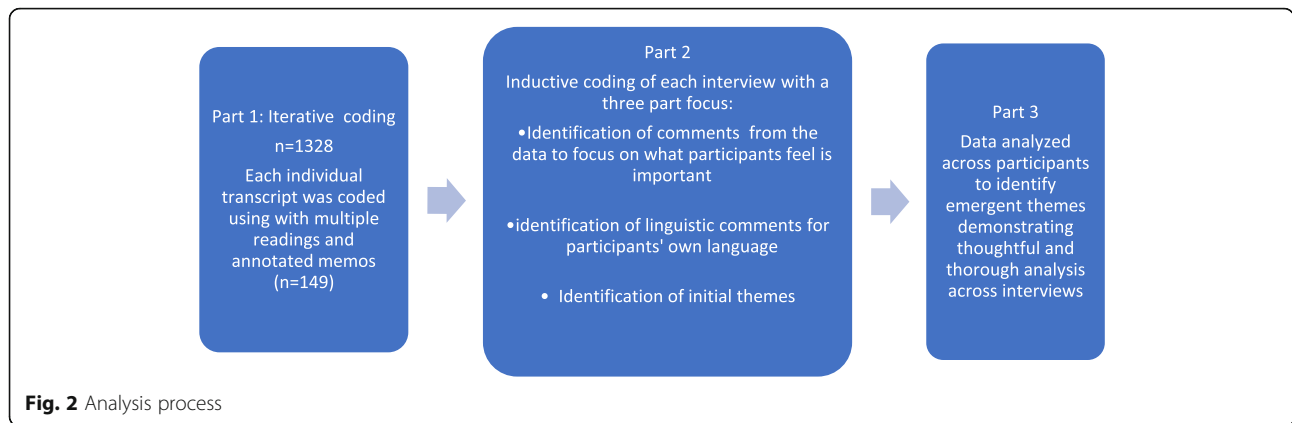 Part 1: Iterative coding
n=1328
Each individual
transcript was coded
using with multiple
readings and
annotated memos
(n=149)
Part 2
Inductive coding of each interview with a
three part focus:
•Identification of comments from the
data to focus on what participants feel is
important
•identification of linguistic comments for
participants' own language
• Identification of initial themes
Part 3
Data analyzed
across participants
to identify
emergent themes
demonstrating
thoughtful and
thorough analysis
across interviews
Fig. 2 Analysis process